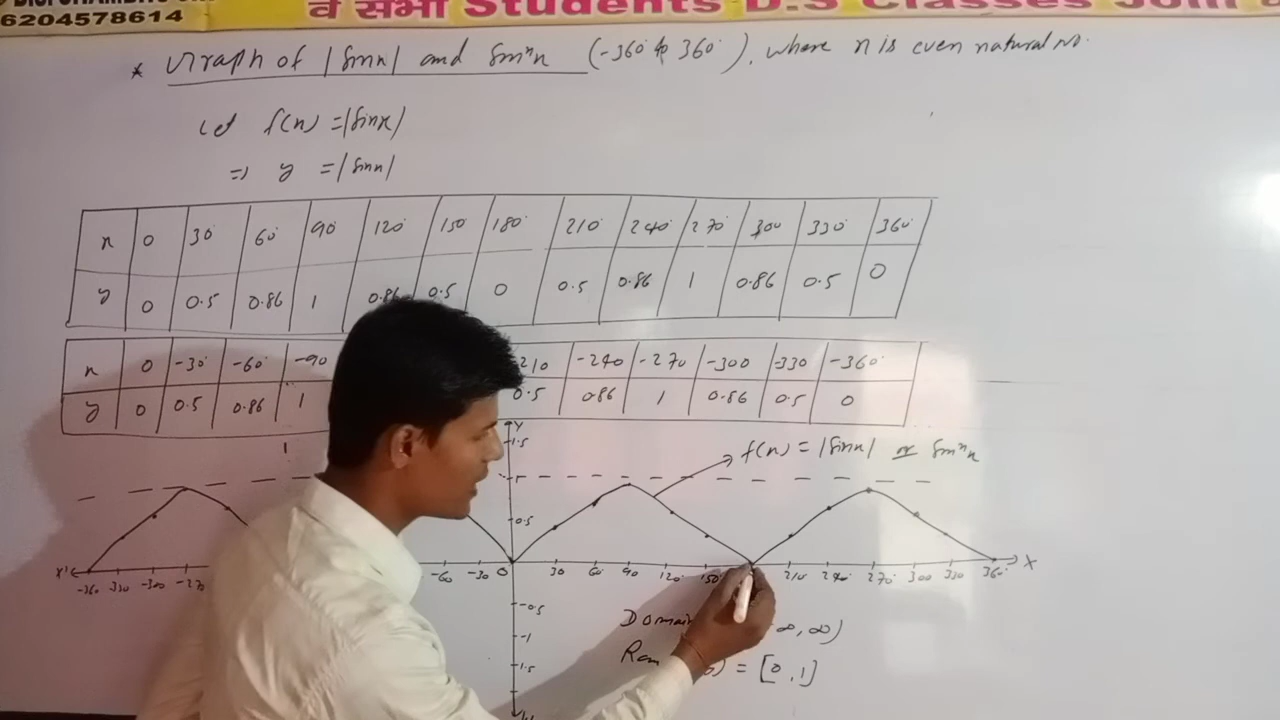 6204578614 वे सभी Students D.S Classes Join
* Graph of |sinx| and sinⁿx (-360° to 360°), where n is even natural no.
Let f(x) = |sinx|
⇒ y = |sinx|
x 0 30° 60° 90° 120° 150° 180° 210° 240° 270° 300° 330° 360°
y 0 0.5 0.86 1 0.86 0.5 0 0.5 0.86 1 0.86 0.5 0
x 0 -30° -60° -90 -210 -240 -270 -300 -330 -360°
y 0 0.5 0.86 1 0.5 0.86 1 0.86 0.5 0
Y
1.5
f(x) = |sinx| or sinⁿx
1
0.5
X' -360 -330 -300 -270 -60 -30 0 30 60 90 120 150 210 240 270 300 330 360° X
-0.5
-1
-1.5
Domain ∞, ∞)
= [0, 1]